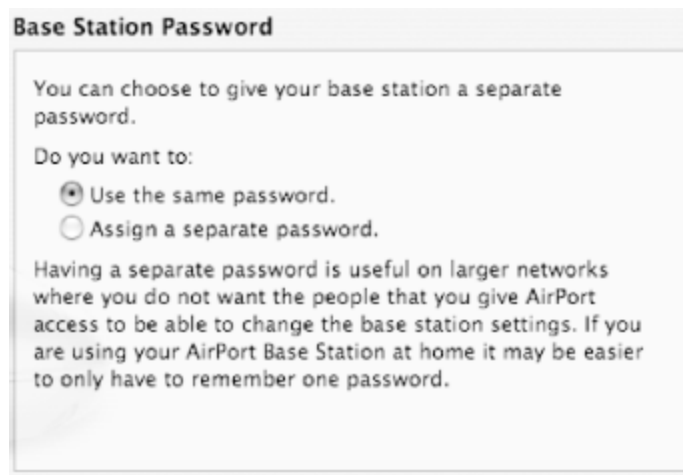 Base Station Password
You can choose to give your base station a separate
password.
Do you want to:
Use the same password.
Assign a separate password.
Having a separate password is useful on larger networks
where you do not want the people that you give AirPort
access to be able to change the base station settings. If you
are using your AirPort Base Station at home it may be easier
to only have to remember one password.